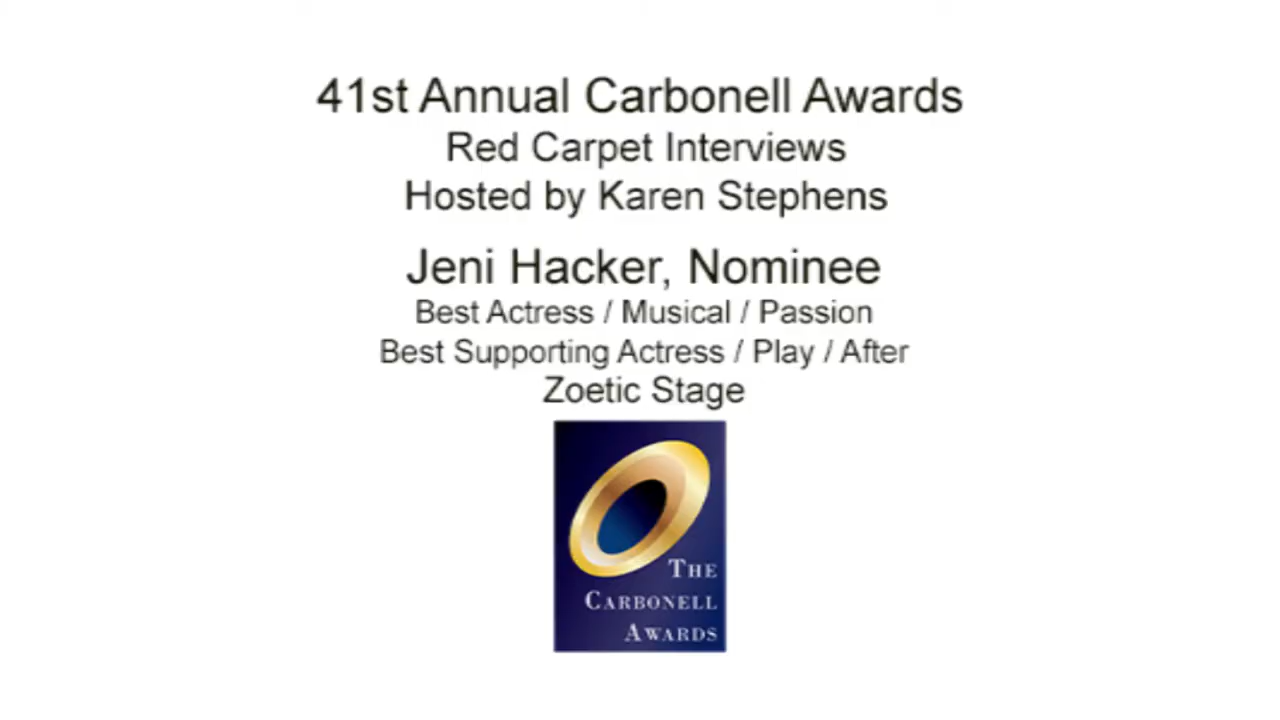 41st Annual Carbonell Awards
Red Carpet Interviews
Hosted by Karen Stephens
Jeni Hacker, Nominee
Best Actress / Musical / Passion
Best Supporting Actress / Play / After
Zoetic Stage
THE
CARBONELL
AWARDS